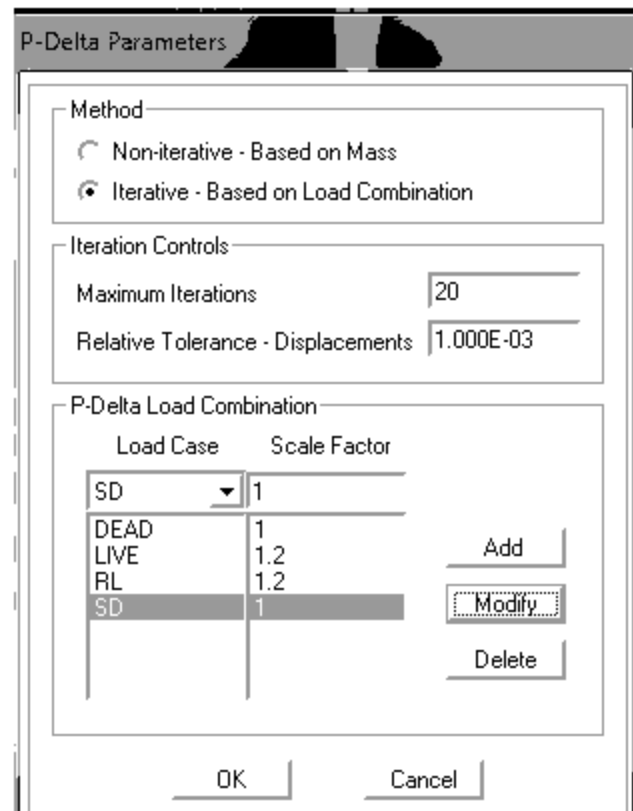 P-Delta Parameters
Method
Non-iterative - Based on Mass
Iterative - Based on Load Combination
Iteration Controls
Maximum Iterations 20
Relative Tolerance - Displacements 1.000E-03
P-Delta Load Combination
Load Case Scale Factor
SD 1
DEAD 1
LIVE 1.2
RL 1.2
SD 1
Add
Modify
Delete
OK Cancel